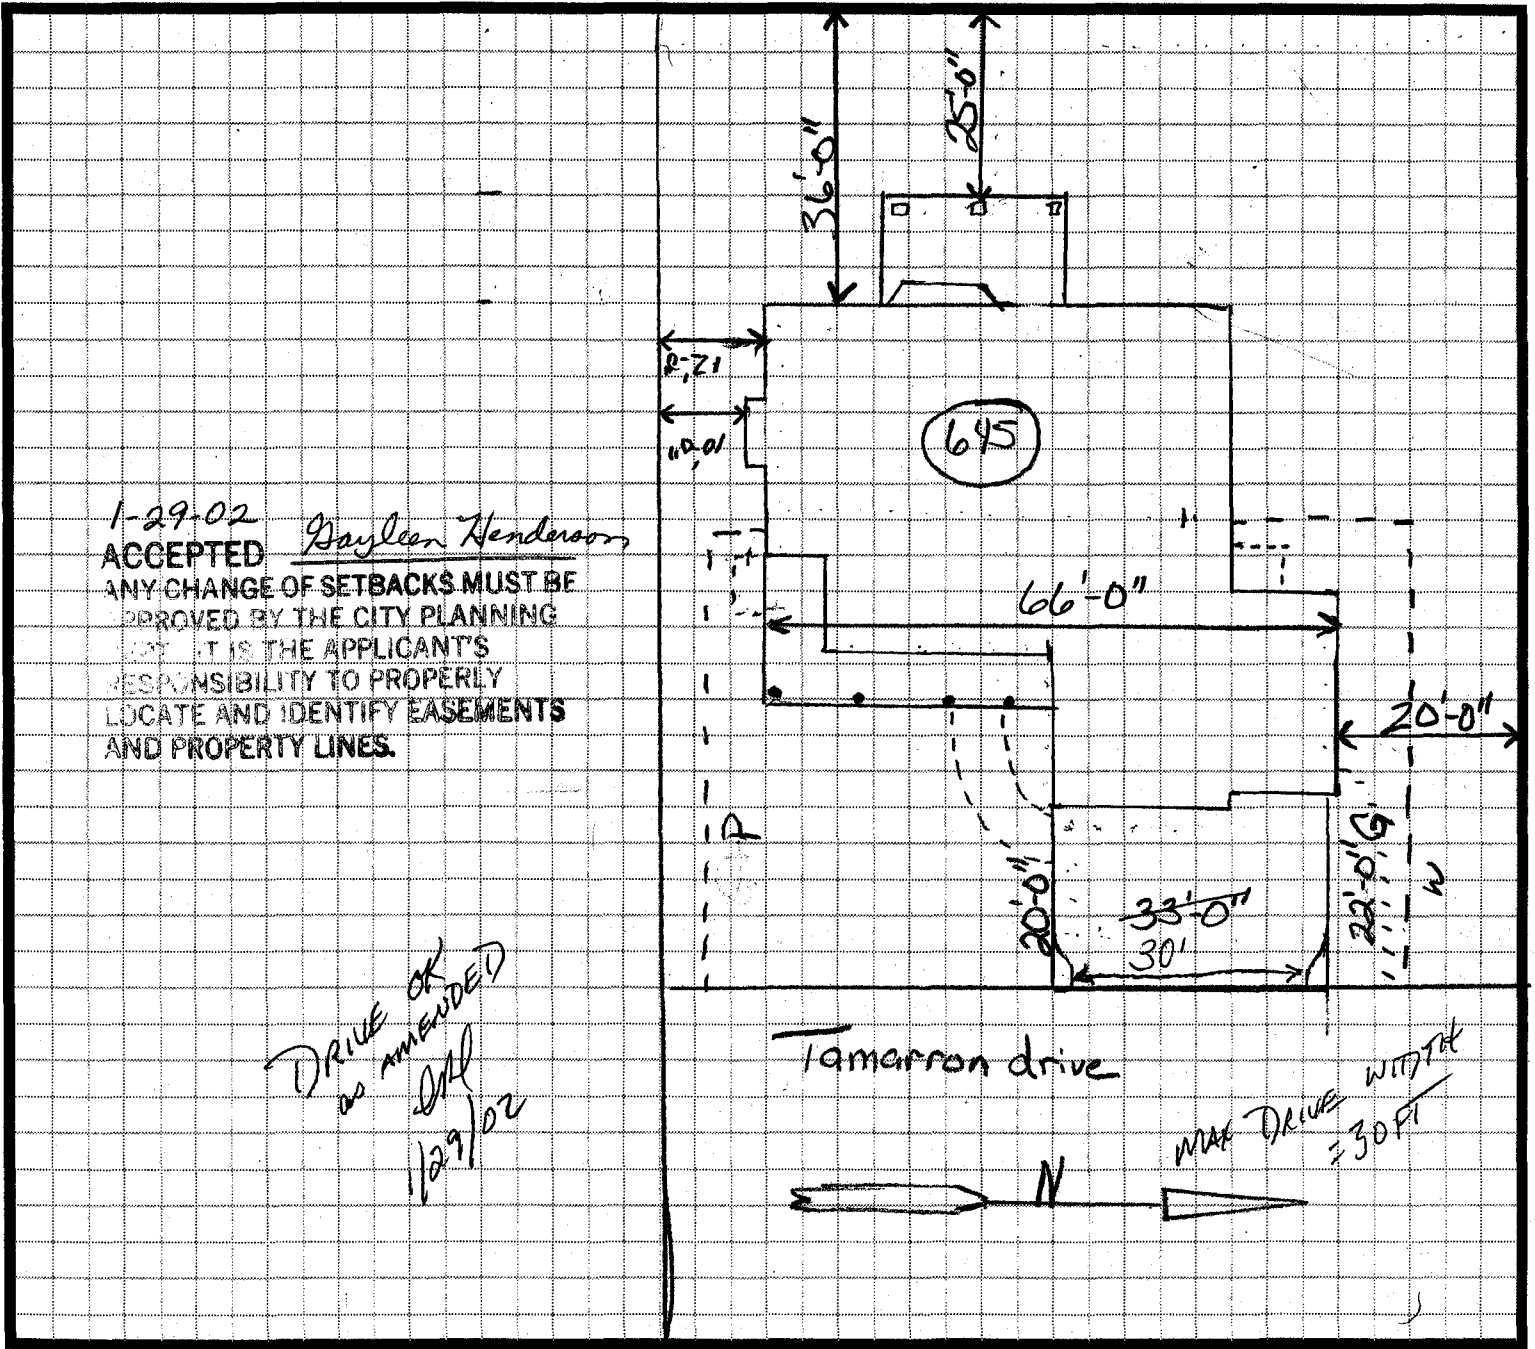 25'-0"
36'-0"
12'-
10'-0"
645
1-29-02
ACCEPTED Gayleen Henderson
ANY CHANGE OF SETBACKS MUST BE
APPROVED BY THE CITY PLANNING
IT IS THE APPLICANT'S
RESPONSIBILITY TO PROPERLY
LOCATE AND IDENTIFY EASEMENTS
AND PROPERTY LINES.
66'-0"
20'-0"
P
20'-0"
33'-0"
30'
22'-0"
G
W
DRIVE OK
as AMENDED
1/29/02
Tamarron drive
MAX DRIVE WIDTH
= 30 FT
N